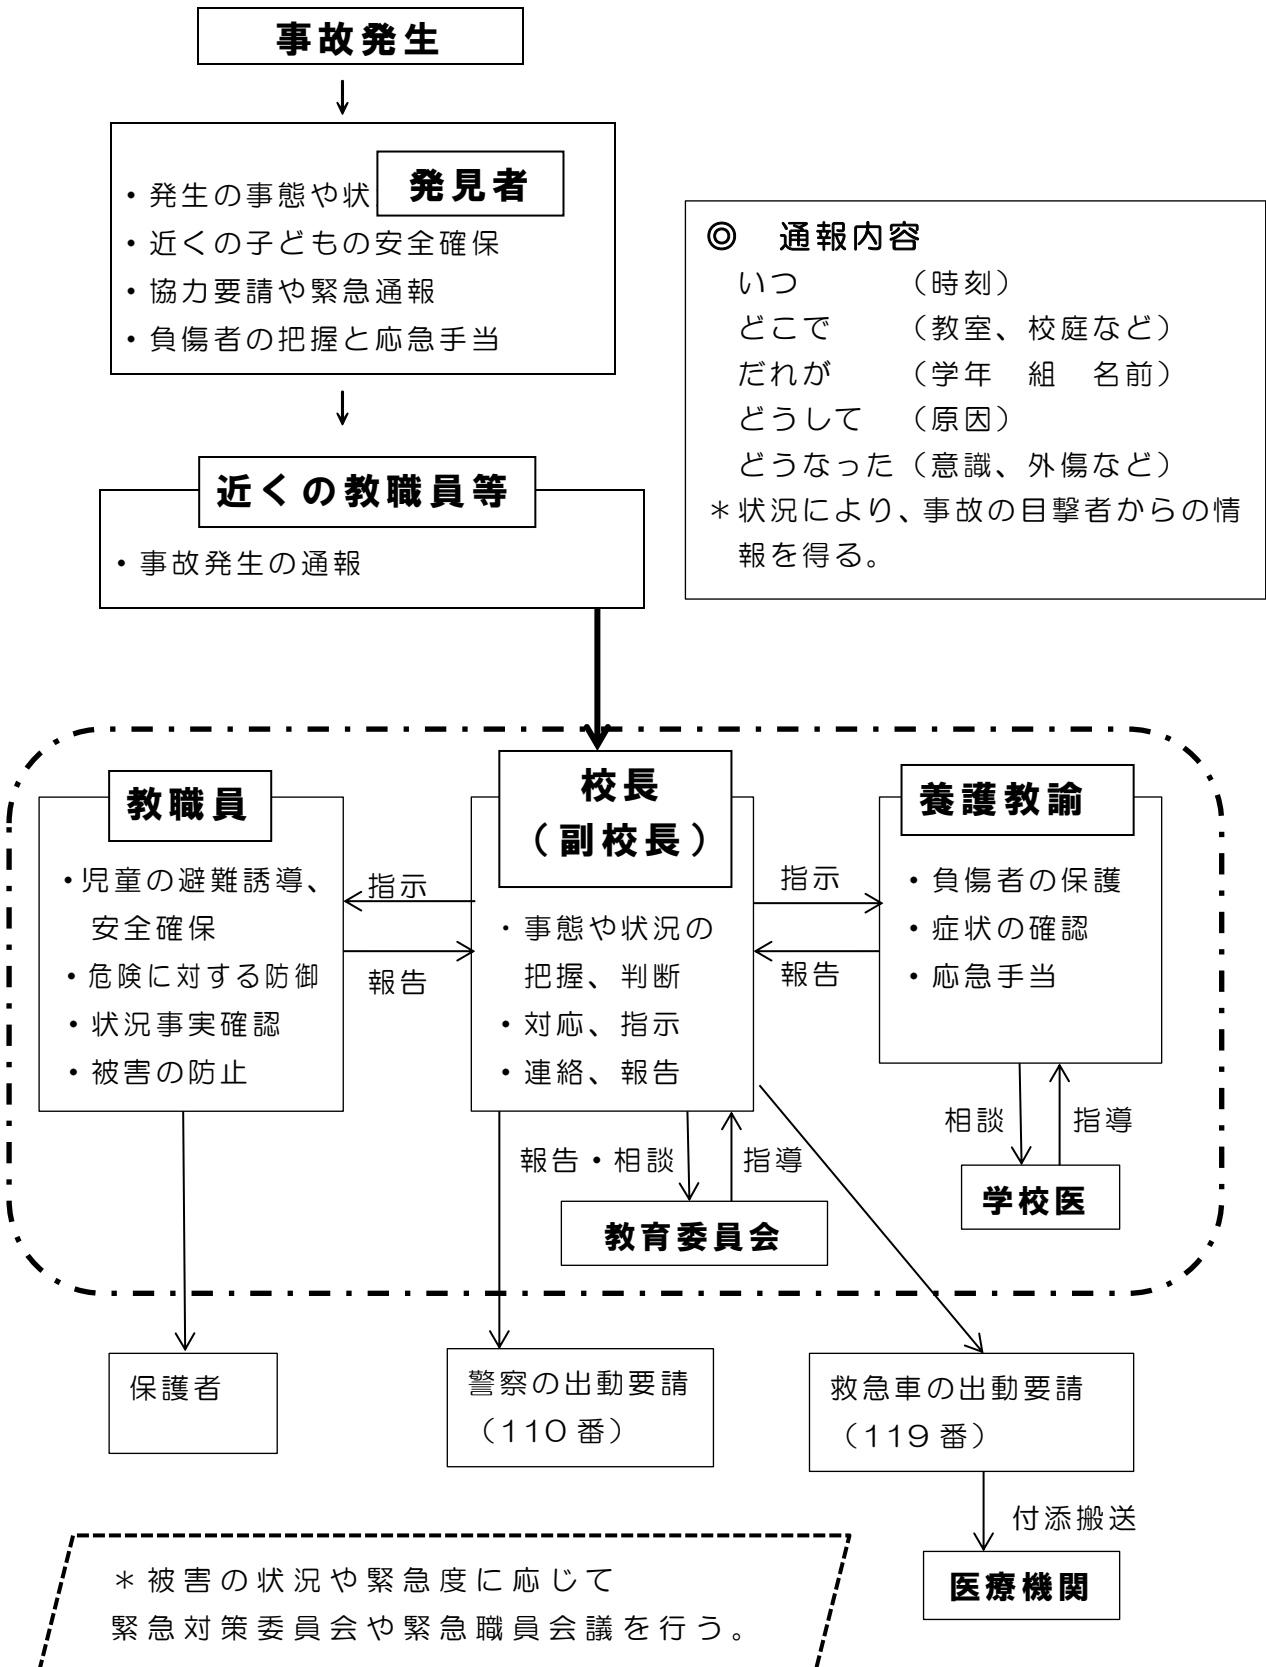 事故発生
発見者
・発生の事態や状
・近くの子どもの安全確保
・協力要請や緊急通報
・負傷者の把握と応急手当
◎　通報内容
いつ　　　（時刻）
どこで　　（教室、校庭など）
だれが　　（学年　組　名前）
どうして　（原因）
どうなった（意識、外傷など）
＊状況により、事故の目撃者からの情
報を得る。
近くの教職員等
・事故発生の通報
教職員
・児童の避難誘導、
安全確保
・危険に対する防御
・状況事実確認
・被害の防止
指示
報告
校長
（副校長）
・事態や状況の
把握、判断
・対応、指示
・連絡、報告
指示
報告
養護教諭
・負傷者の保護
・症状の確認
・応急手当
報告・相談
指導
教育委員会
相談
指導
学校医
保護者
警察の出動要請
（110番）
救急車の出動要請
（119番）
付添搬送
医療機関
＊被害の状況や緊急度に応じて
緊急対策委員会や緊急職員会議を行う。